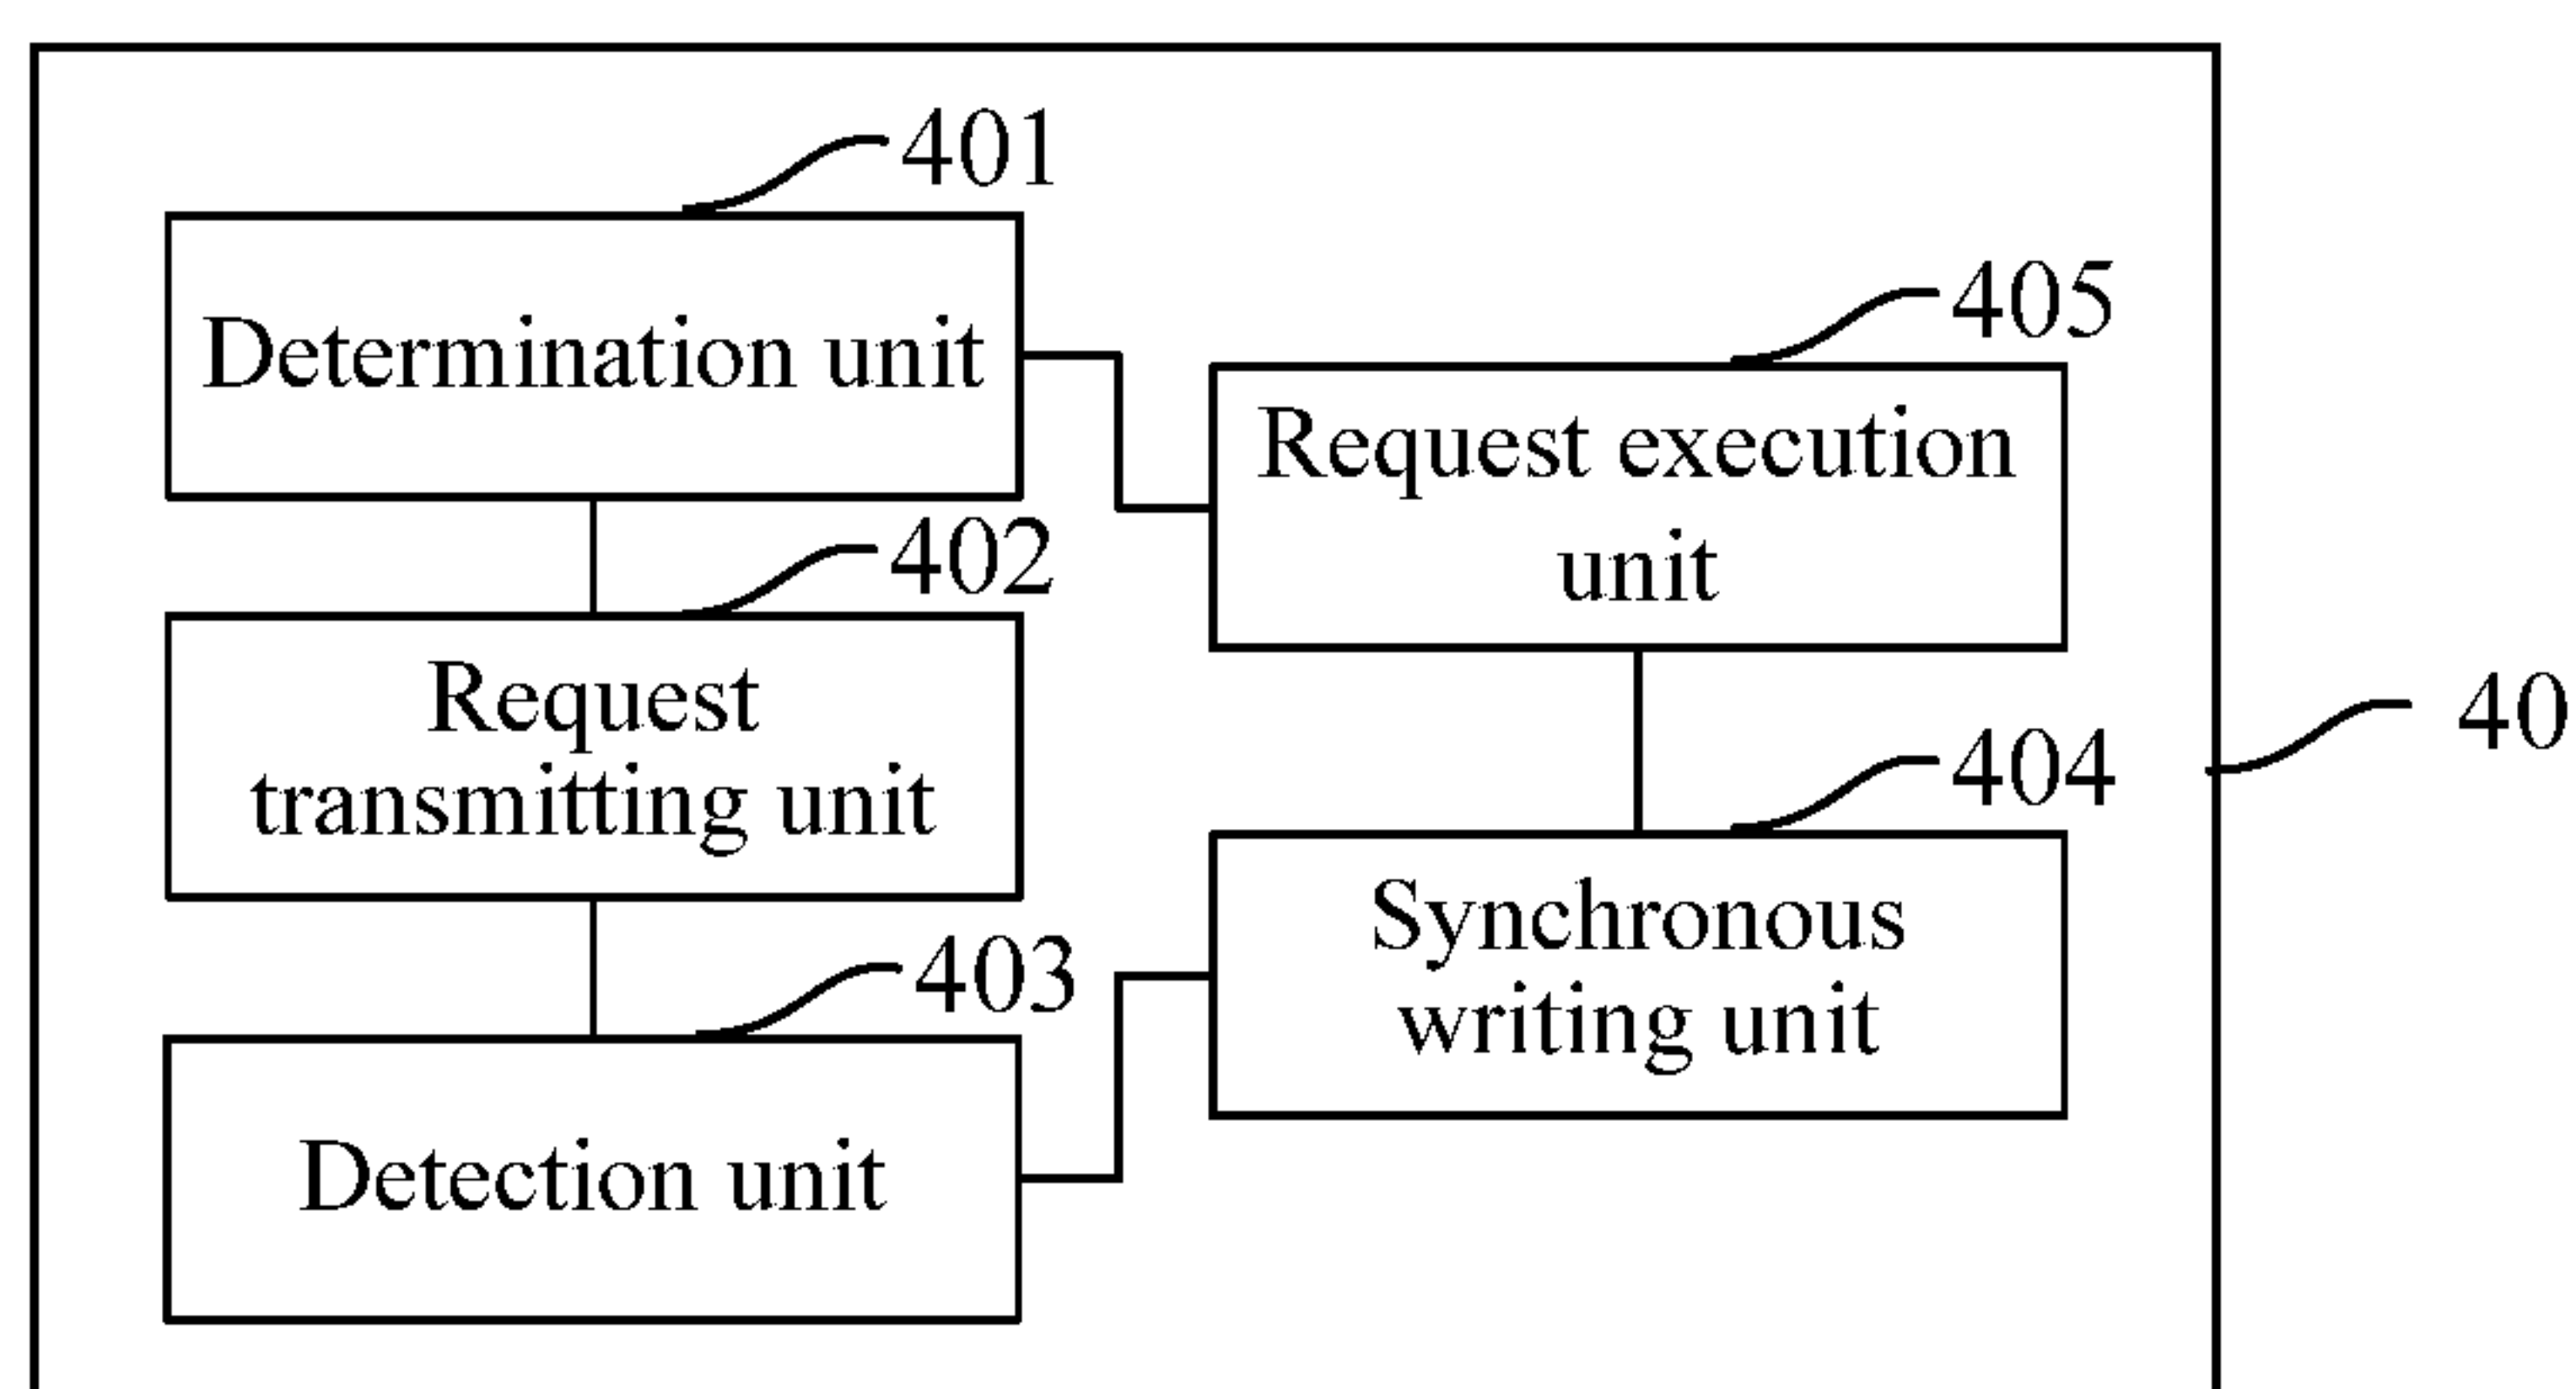 401
Determination unit
405
Request execution
unit
402
Request
transmitting unit
40
404
Synchronous
writing unit
403
Detection unit